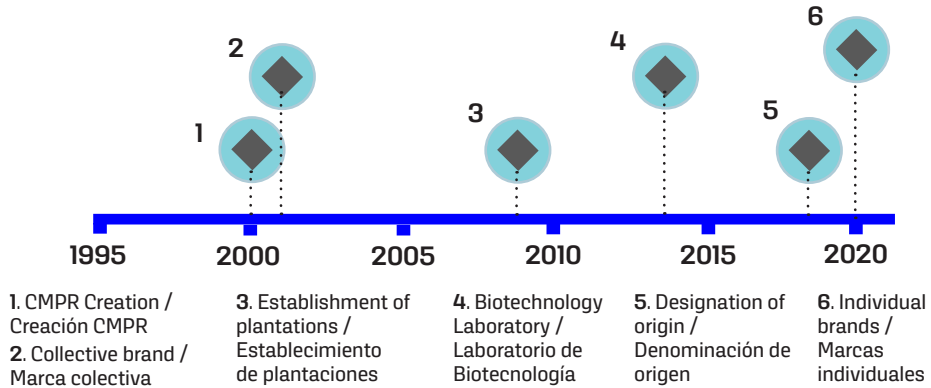 6
2
4
1
3
5
1995
2000
2005
2010
2015
2020
1. CMPR Creation /
Creación CMPR
2. Collective brand /
Marca colectiva
3. Establishment of
plantations /
Establecimiento
de plantaciones
4. Biotechnology
Laboratory /
Laboratorio de
Biotecnología
5. Designation of
origin /
Denominación de
origen
6. Individual
brands /
Marcas
individuales